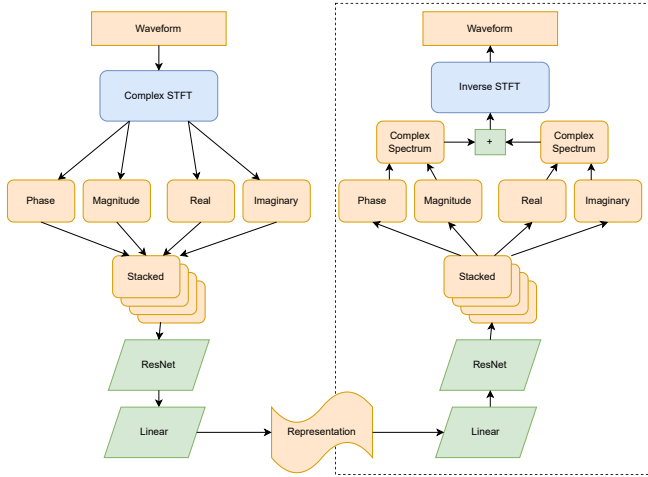 Waveform
Complex STFT
Phase
Magnitude
Real
Imaginary
Stacked
ResNet
Linear
Representation
Waveform
Inverse STFT
Complex
Spectrum
+
Complex
Spectrum
Phase
Magnitude
Real
Imaginary
Stacked
ResNet
Linear